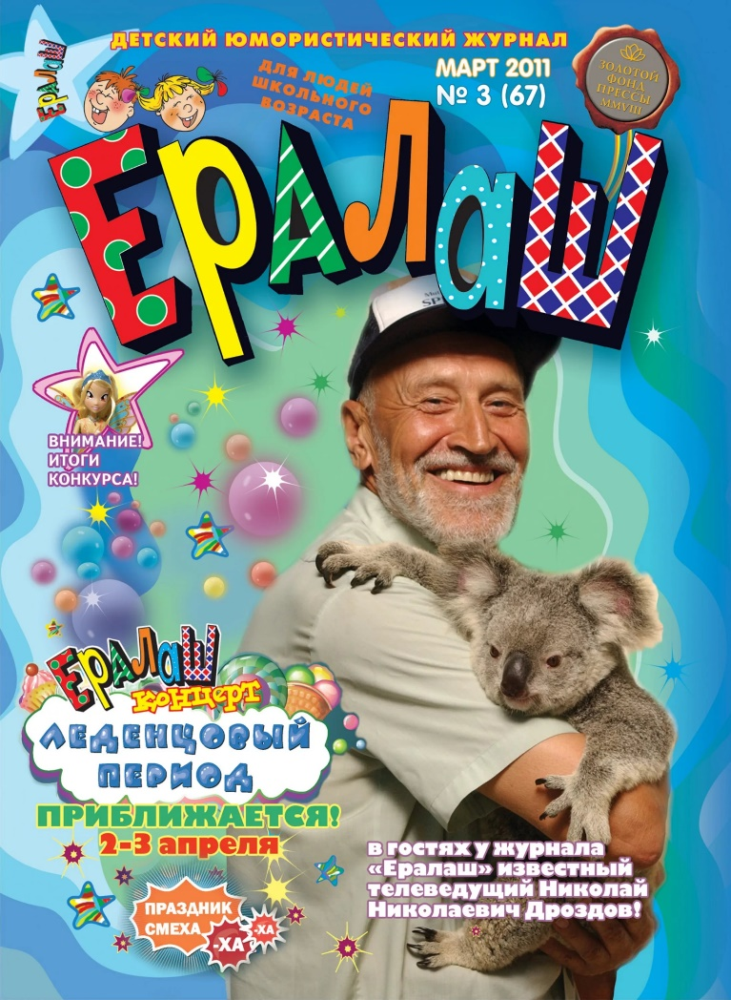 ЕРАЛАШ
ДЕТСКИЙ ЮМОРИСТИЧЕСКИЙ ЖУРНАЛ
ДЛЯ ЛЮДЕЙ
ШКОЛЬНОГО
ВОЗРАСТА
МАРТ 2011
№ 3 (67)
ЗОЛОТОЙ
ФОНД
ПРЕССЫ
ММVIII
ЕРАЛАШ
ВНИМАНИЕ!
ИТОГИ
КОНКУРСА!
ЕРАЛАШ
КОНЦЕРТ
ЛЕДЕНЦОВЫЙ
ПЕРИОД
ПРИБЛИЖАЕТСЯ!
2-3 апреля
ПРАЗДНИК
СМЕХА
-ХА
-ХА
в гостях у журнала
«Ералаш» известный
телеведущий Николай
Николаевич Дроздов!